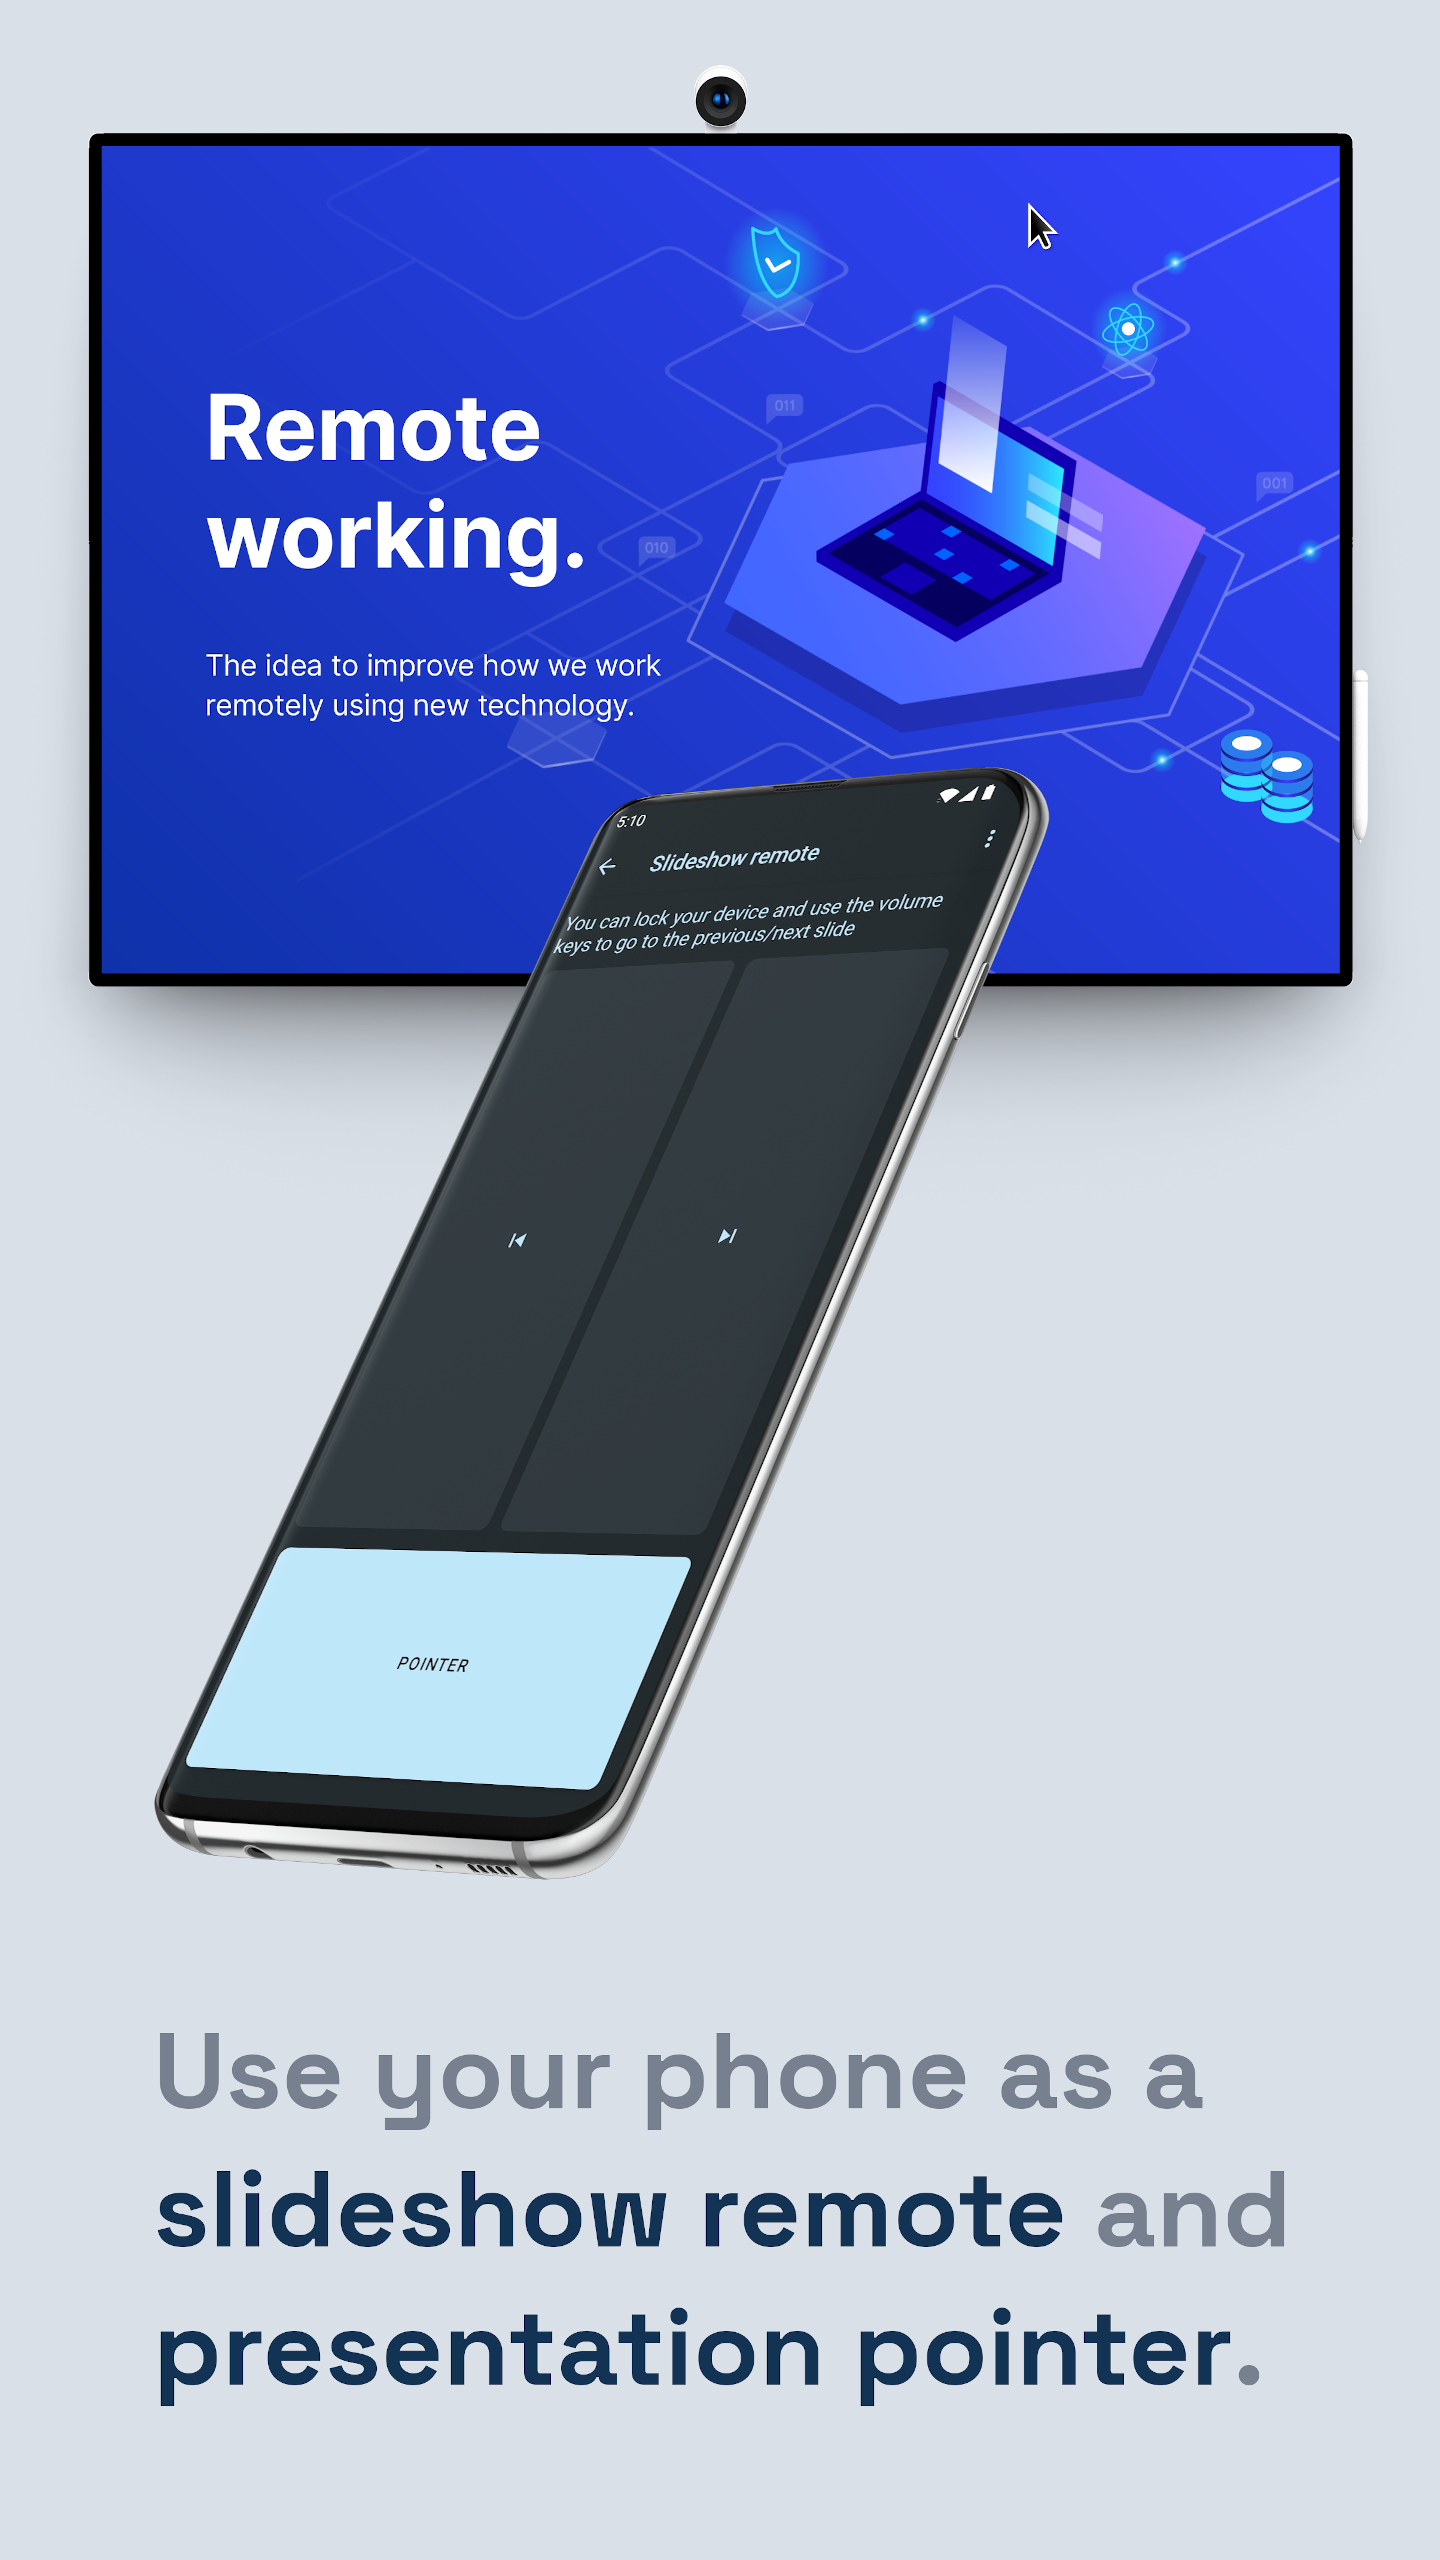 Remote
working.
011
001
010
The idea to improve how we work
remotely using new technology.
5:10
Slideshow remote
You can lock your device and use the volume
keys to go to the previous/next slide
POINTER
Use your phone as a
slideshow remote and
presentation pointer.